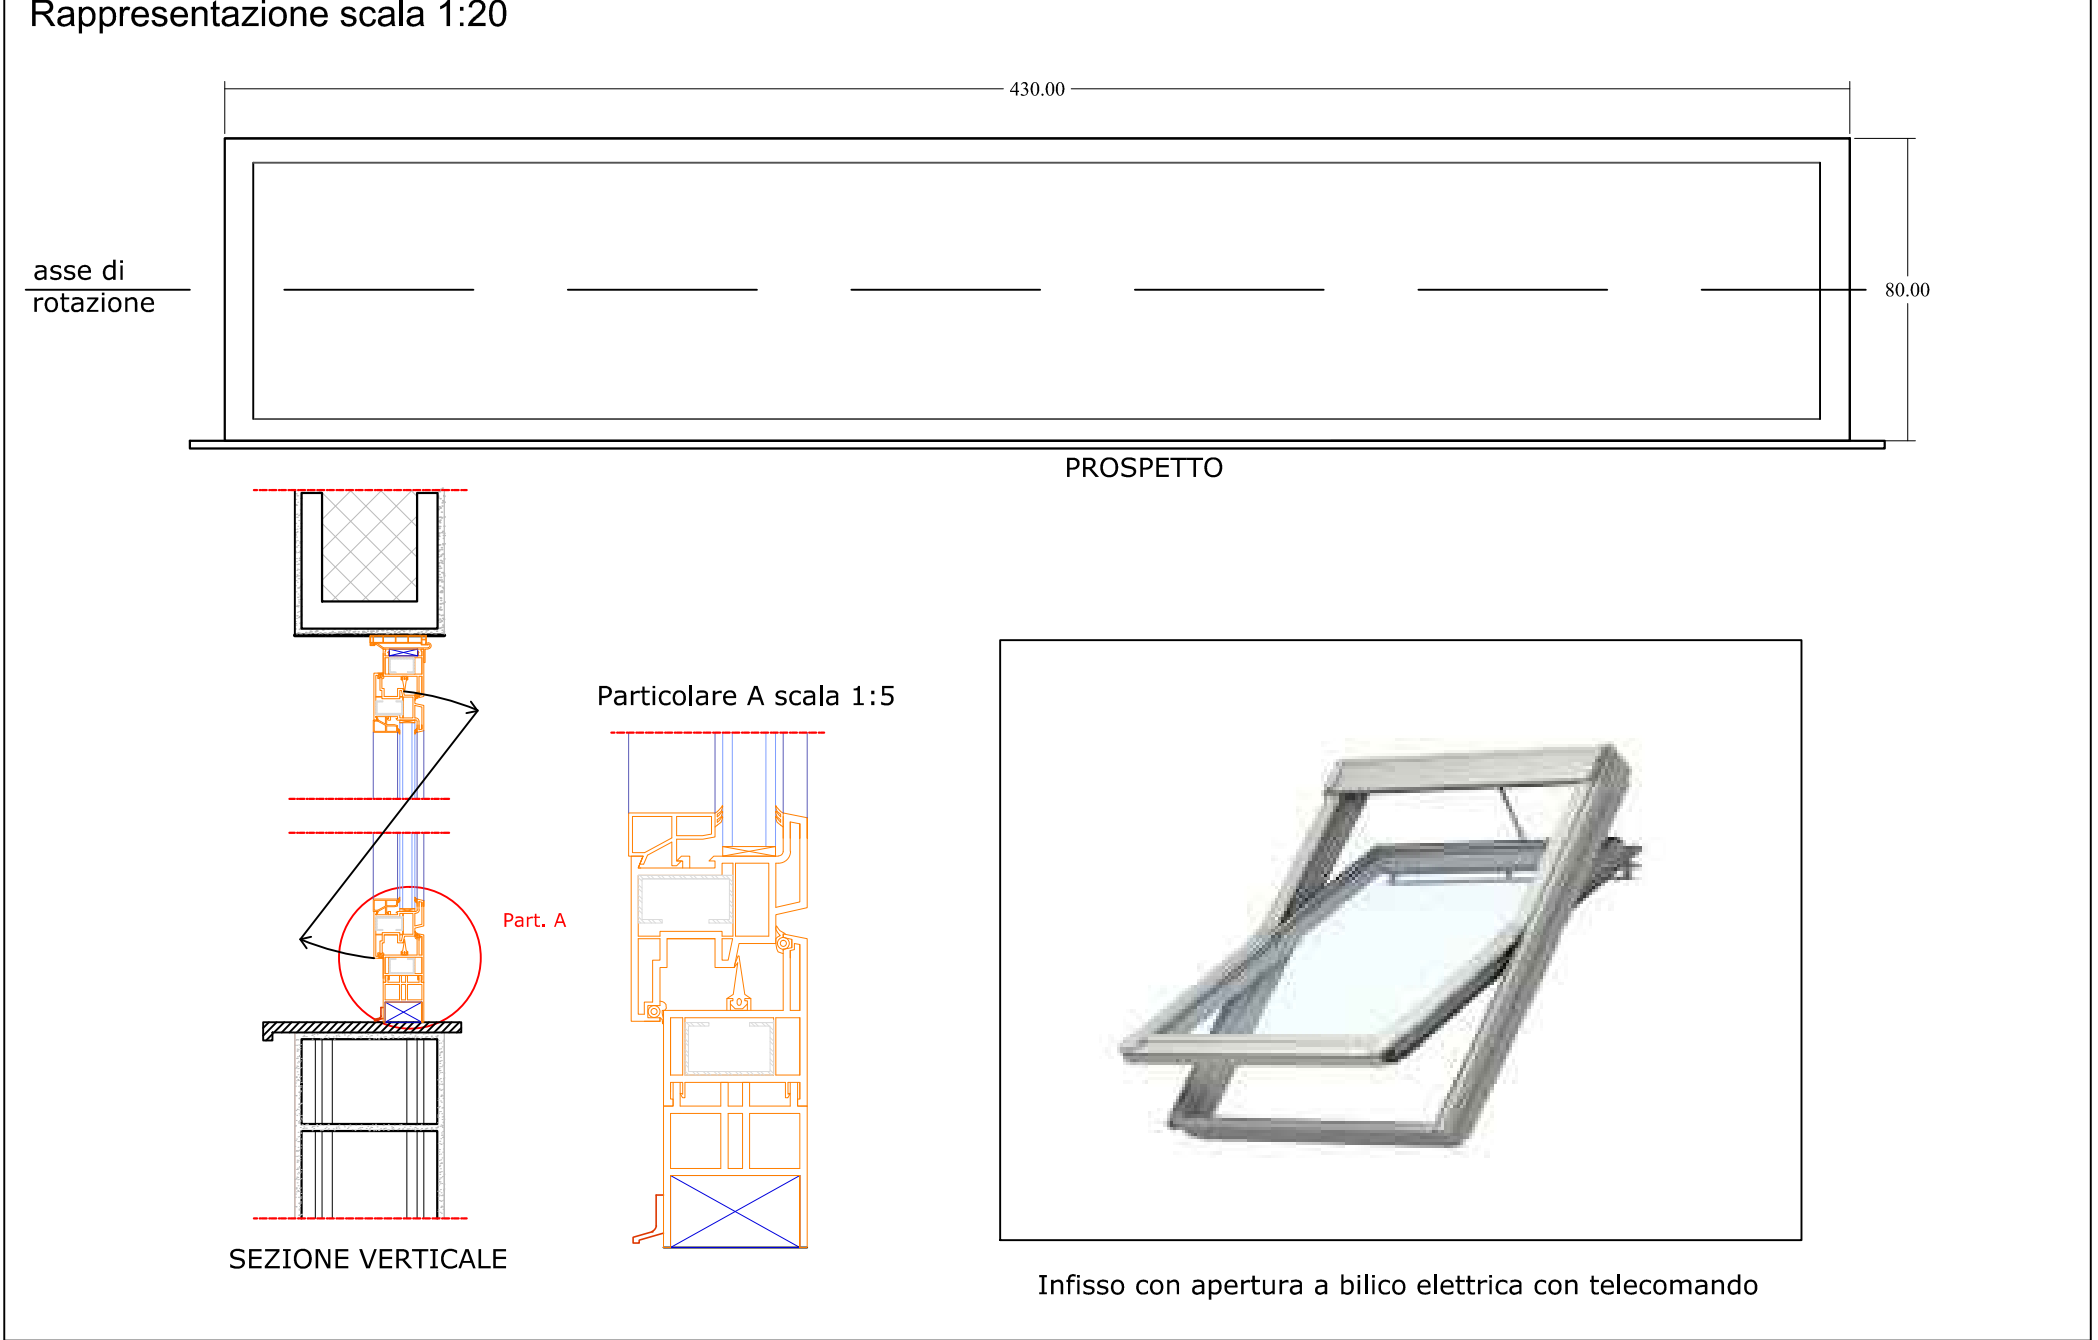 Rappresentazione scala 1:20
430.00
asse di
rotazione
80.00
PROSPETTO
Particolare A scala 1:5
Part. A
SEZIONE VERTICALE
Infisso con apertura a bilico elettrica con telecomando